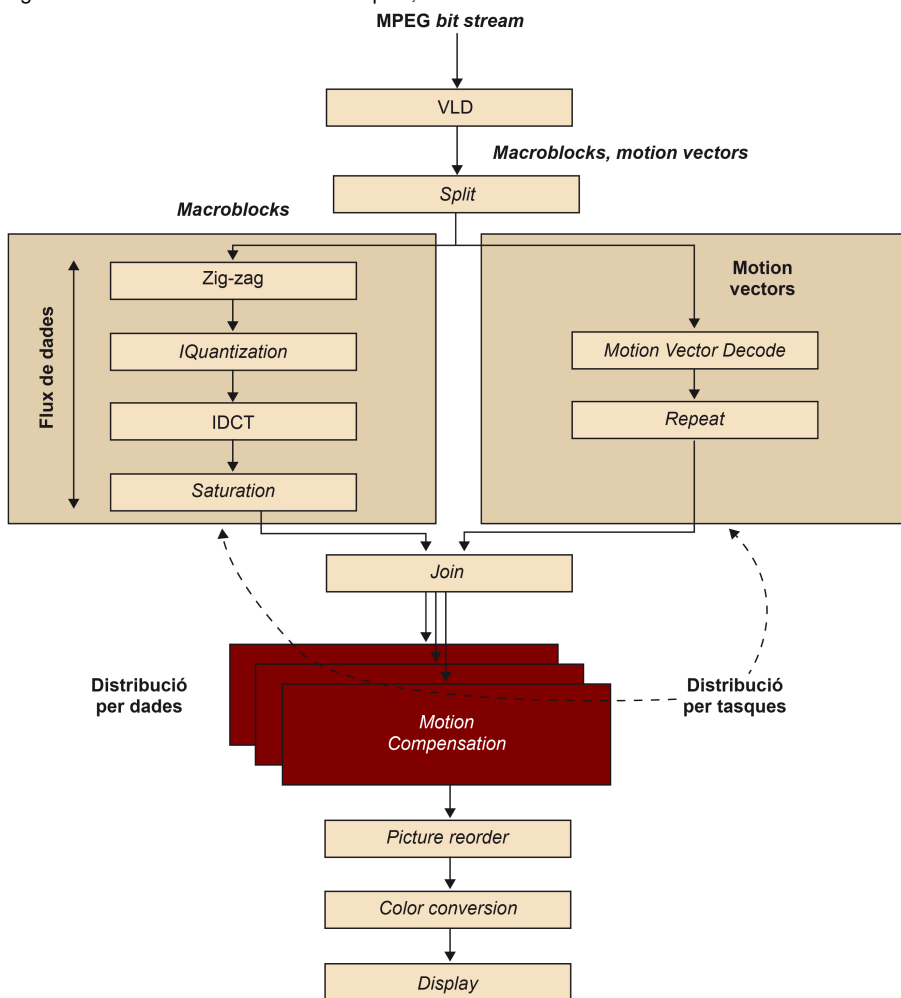 MPEG bit stream
VLD
Macroblocks, motion vectors
Split
Macroblocks
Zig-zag
IQuantization
IDCT
Saturation
Flux de dades
Motion
vectors
Motion Vector Decode
Repeat
Join
Distribució
per dades
Motion
Compensation
Distribució
per tasques
Picture reorder
Color conversion
Display